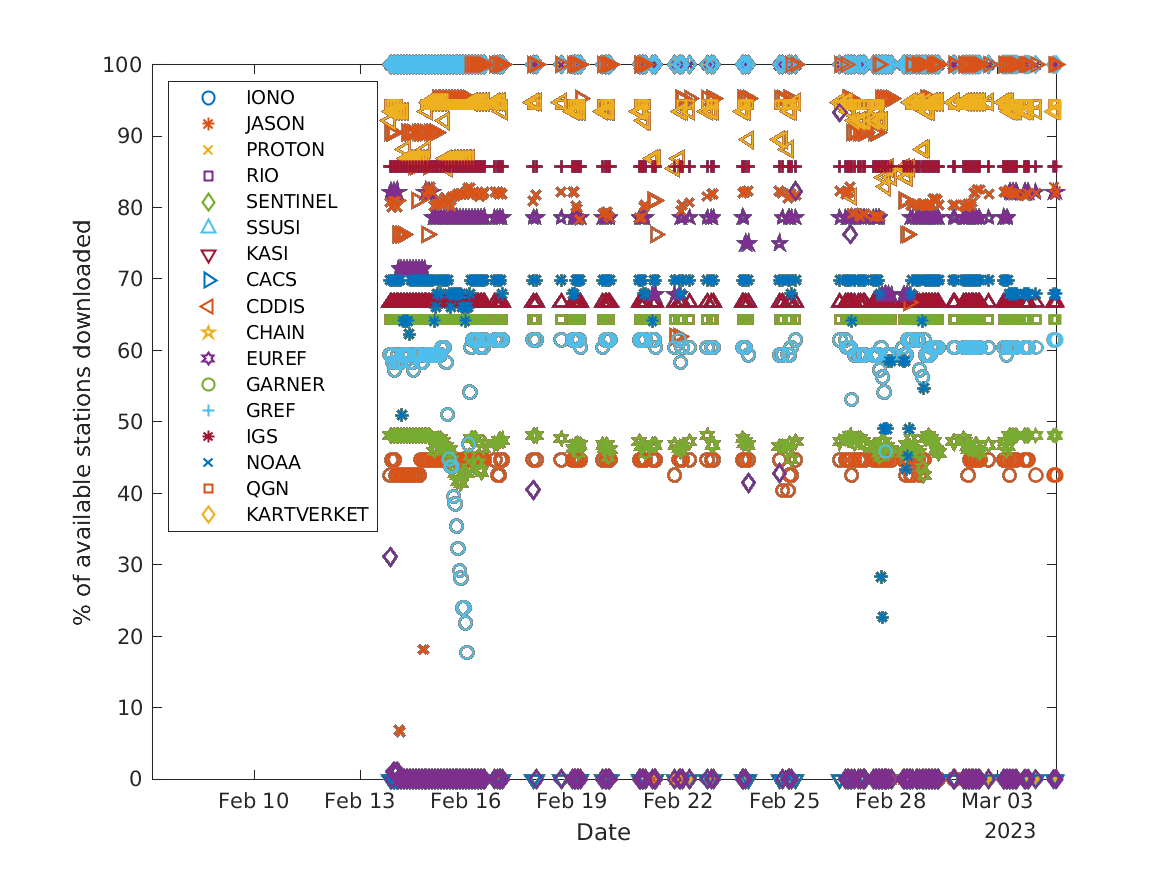 100
90
80
70
60
50
40
30
20
10
0
% of available stations downloaded
IONO
JASON
PROTON
RIO
SENTINEL
SSUSI
KASI
CACS
CDDIS
CHAIN
EUREF
GARNER
GREF
IGS
NOAA
QGN
KARTVERKET
Feb 10 Feb 13 Feb 16 Feb 19 Feb 22 Feb 25 Feb 28 Mar 03
Date
2023